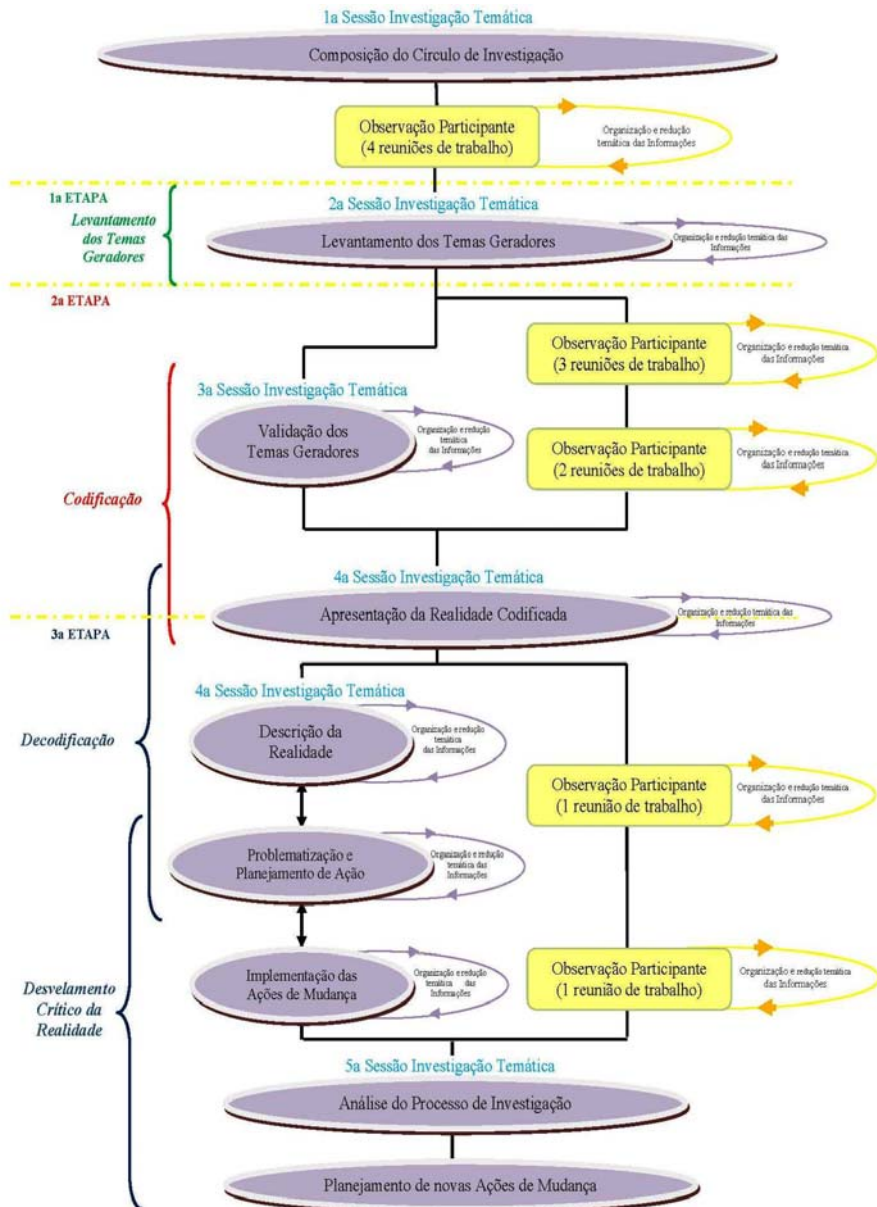 1a Sessão Investigação Temática
Composição do Círculo de Investigação
Observação Participante
(4 reuniões de trabalho)
Organização e redução
temática das Informações
1a ETAPA
Levantamento
dos Temas
Geradores
2a Sessão Investigação Temática
Levantamento dos Temas Geradores
Organização e redução temática das
Informações
2a ETAPA
Observação Participante
(3 reuniões de trabalho)
Organização e redução temática
das Informações
3a Sessão Investigação Temática
Validação dos
Temas Geradores
Organização e redução
temática
das Informações
Observação Participante
(2 reuniões de trabalho)
Organização e redução temática
das Informações
Codificação
4a Sessão Investigação Temática
Apresentação da Realidade Codificada
Organização e redução temática das
Informações
3a ETAPA
4a Sessão Investigação Temática
Descrição da
Realidade
Organização e redução
temática
das Informações
Decodificação
Observação Participante
(1 reunião de trabalho)
Organização e redução temática
das Informações
Problematização e
Planejamento de Ação
Organização e redução
temática das
Informações
Desvelamento
Crítico da
Realidade
Implementação das
Ações de Mudança
Organização e redução
temática das
Informações
Observação Participante
(1 reunião de trabalho)
Organização e redução temática
das Informações
5a Sessão Investigação Temática
Análise do Processo de Investigação
Planejamento de novas Ações de Mudança